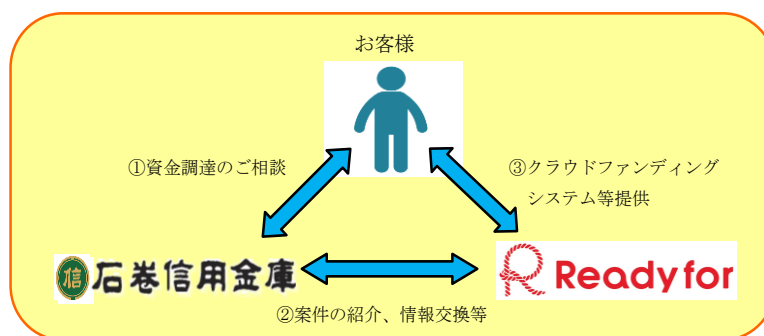 お客様
①資金調達のご相談
③クラウドファンディング
システム等提供
信 石巻信用金庫
Readyfor
②案件の紹介、情報交換等